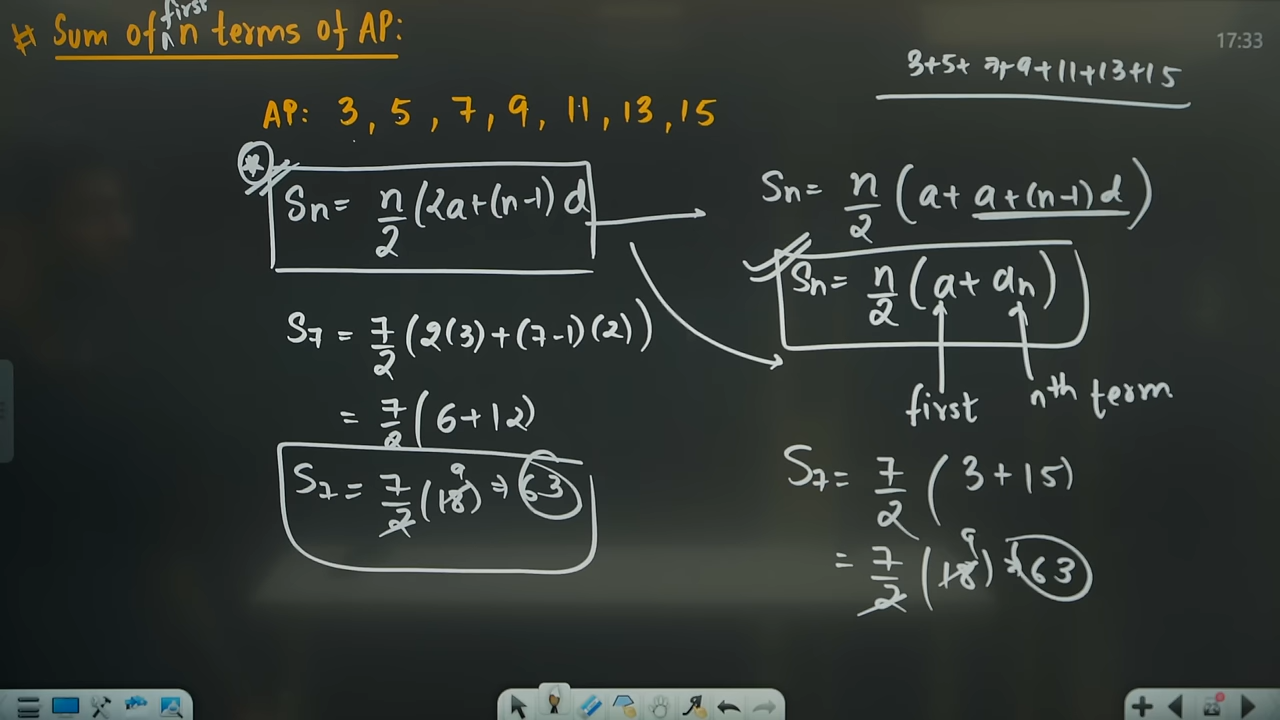 # Sum of first n terms of AP:
17:33
3+5+7+9+11+13+15
AP: 3, 5, 7, 9, 11, 13, 15
Sn= n/2 (2a+(n-1)d
S7 = 7/2 (2(3)+(7-1)(2))
= 7/2 (6+12)
S7 = 7/2 (18) ⇒ 63
9
Sn= n/2 (a+ a+(n-1)d)
Sn= n/2 (a+an)
first nth term
S7= 7/2 (3+15)
= 7/2 (18) ⇒ 63
9